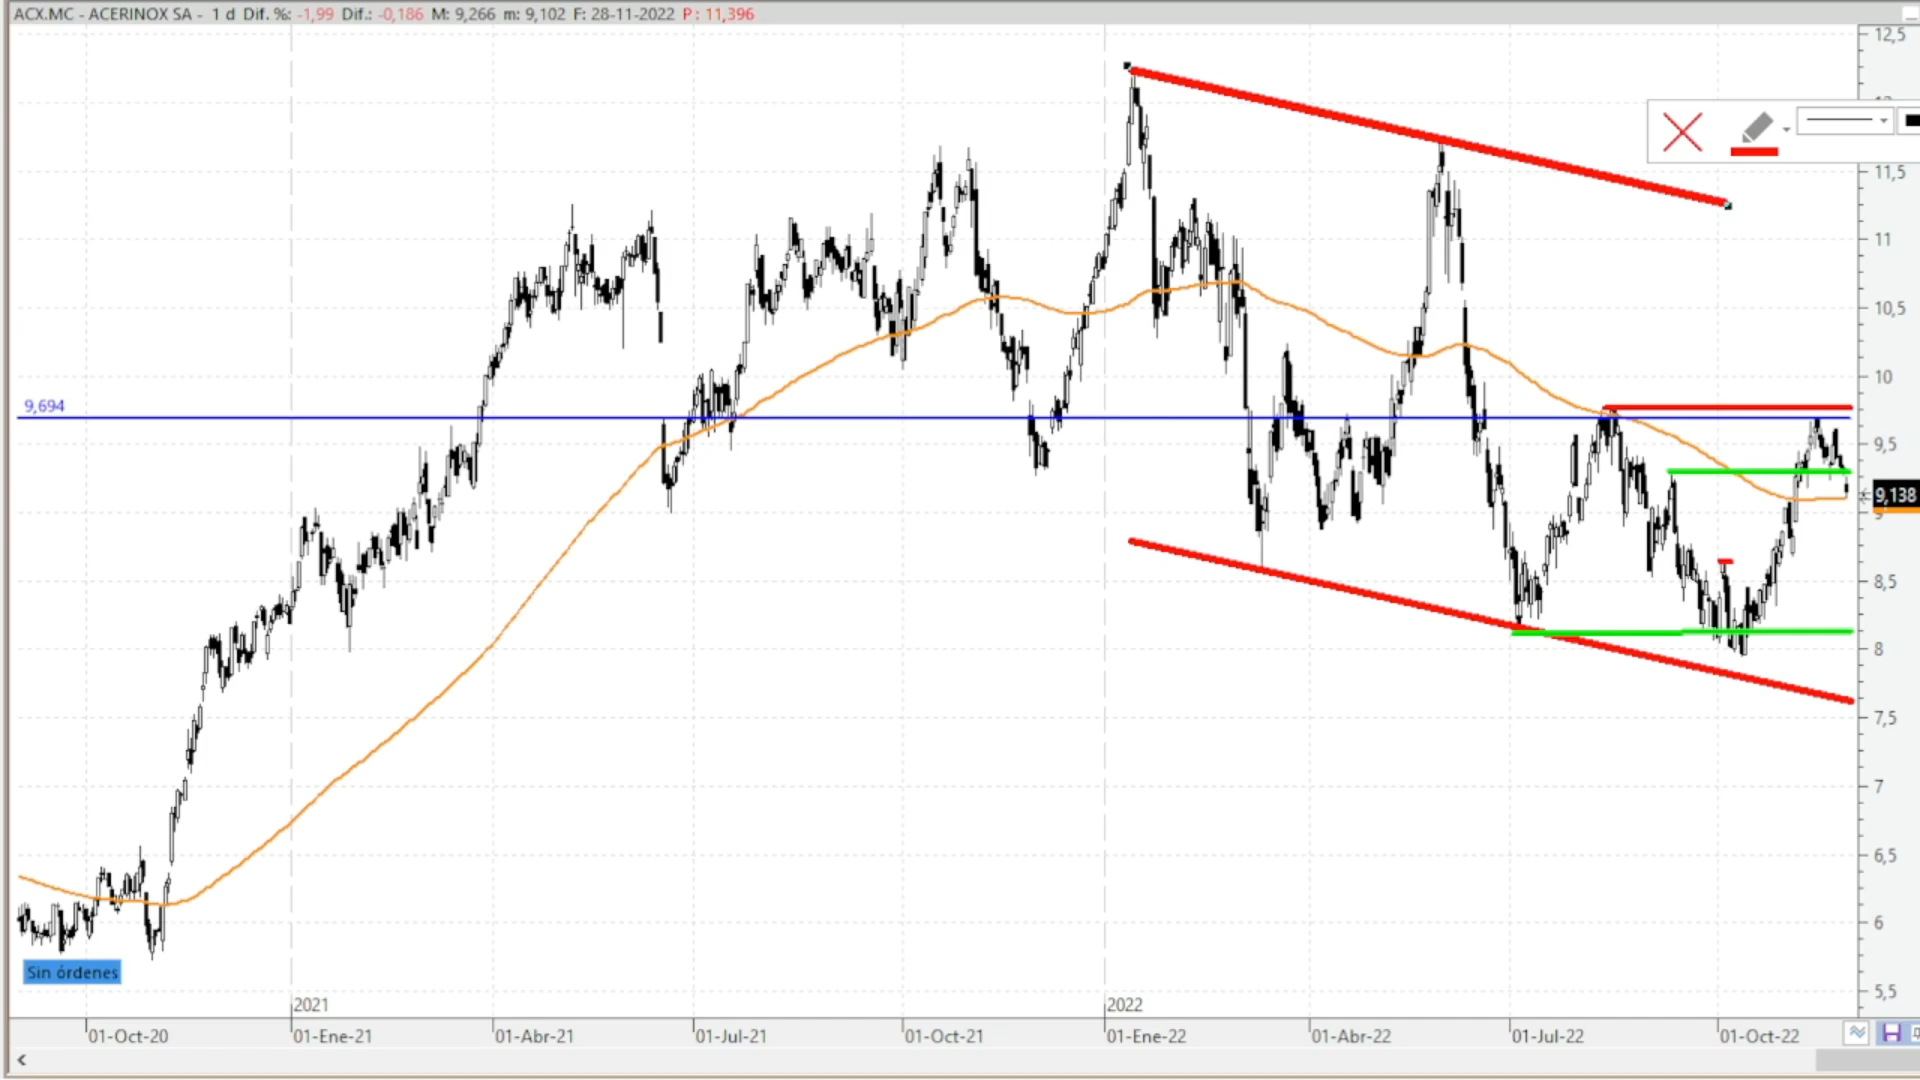 ACX.MC - ACERINOX SA - 1 d Dif. %: -1,99 Dif.: -0,186 M: 9,266 m: 9,102 F: 28-11-2022 P: 11,396
12,5
11,5
11
10,5
10
9,694
9,5
9,138
9
8,5
8
7,5
7
6,5
6
Sin órdenes
5,5
2021
2022
01-Oct-20
01-Ene-21
01-Abr-21
01-Jul-21
01-Oct-21
01-Ene-22
01-Abr-22
01-Jul-22
01-Oct-22